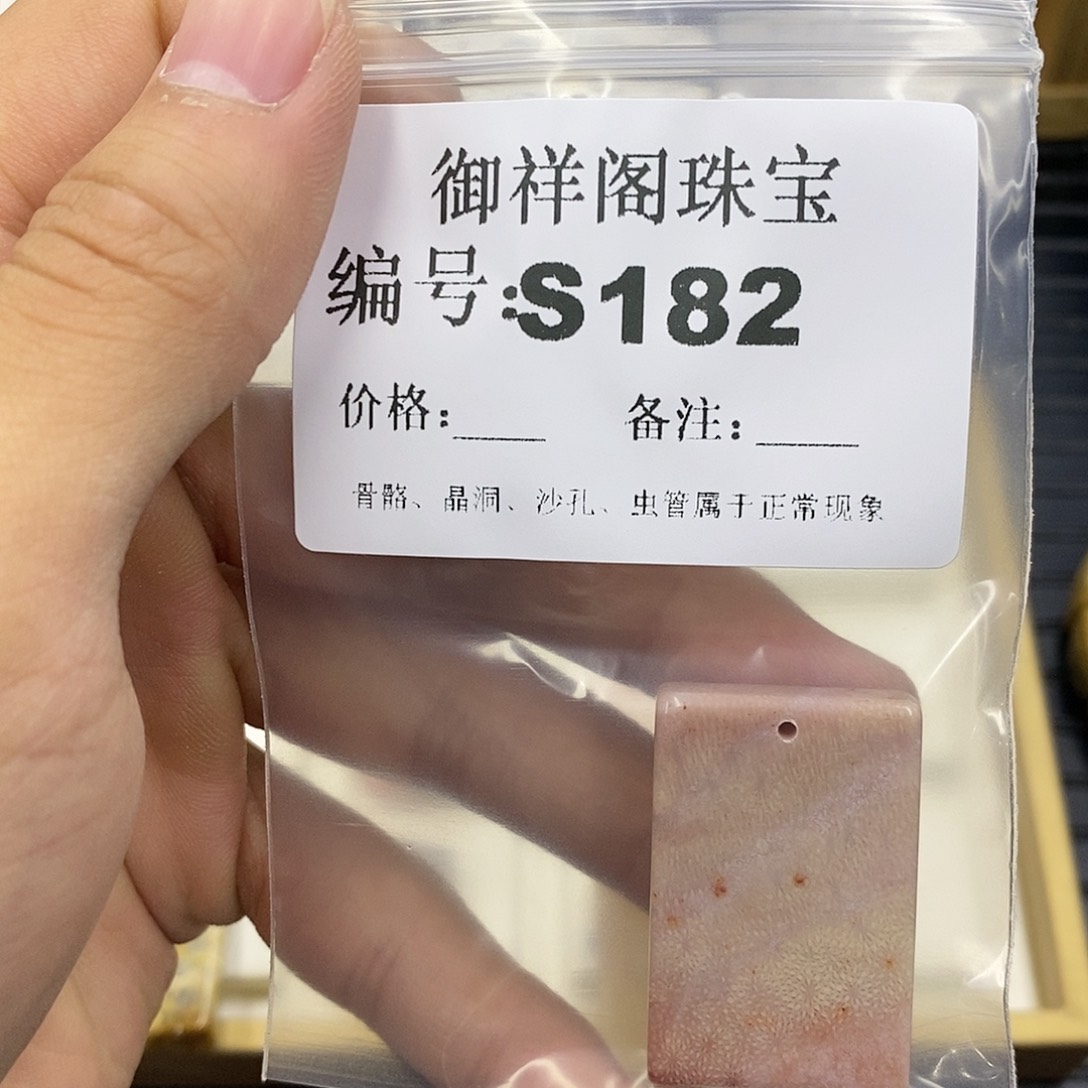 御祥阁珠宝
编号:S182
价格:____ 备注:____
骨骼、晶洞、沙孔、虫管属于正常现象